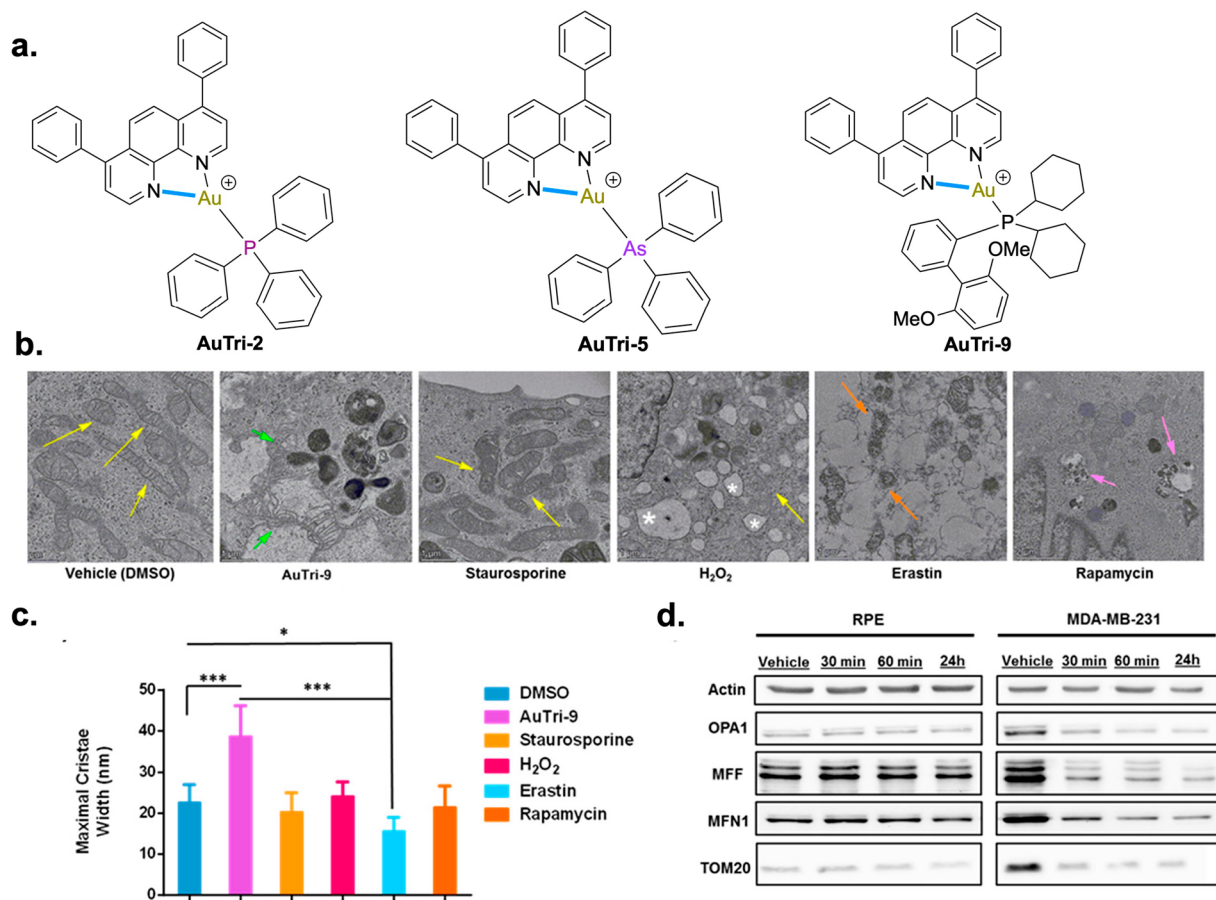 a.
N
N
Au
+
P
AuTri-2
N
N
Au
+
As
AuTri-5
N
N
Au
+
P
OMe
MeO
AuTri-9
b.
*
*
*
1 μm
Vehicle (DMSO)
AuTri-9
Staurosporine
H₂O₂
Erastin
Rapamycin
c.
*
***
***
50
40
30
20
10
0
Maximal Cristae
Width (nm)
DMSO
AuTri-9
Staurosporine
H₂O₂
Erastin
Rapamycin
d.
RPE
MDA-MB-231
Vehicle 30 min 60 min 24h
Vehicle 30 min 60 min 24h
Actin
OPA1
MFF
MFN1
TOM20